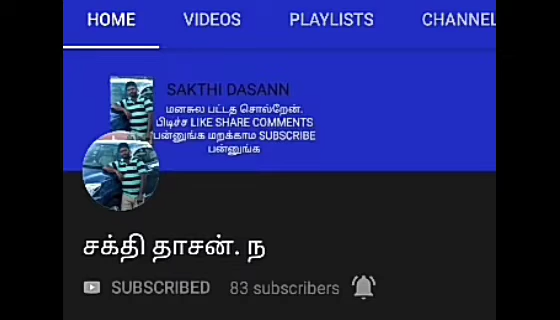 HOME VIDEOS PLAYLISTS CHANNEL
SAKTHI DASANN
மனசுல பட்டத சொல்றேன்.
பிடிச்ச LIKE SHARE COMMENTS
பன்னுங்க மறக்காம SUBSCRIBE
பன்னுங்க
சக்தி தாசன். ந
SUBSCRIBED 83 subscribers